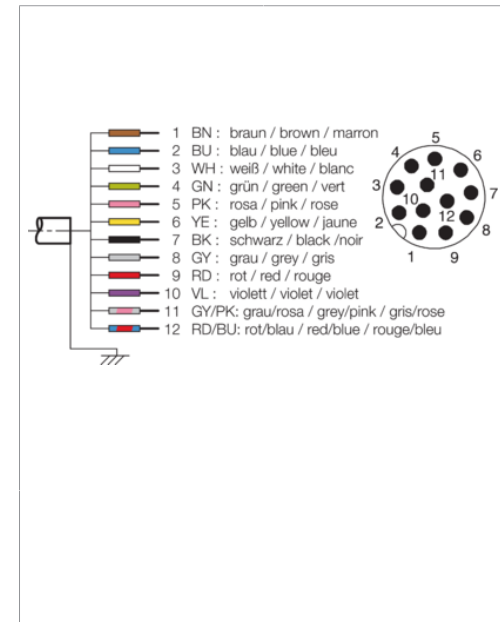 1 BN : braun / brown / marron
2 BU : blau / blue / bleu
3 WH : weiß / white / blanc
4 GN : grün / green / vert
5 PK : rosa / pink / rose
6 YE : gelb / yellow / jaune
7 BK : schwarz / black /noir
8 GY : grau / grey / gris
9 RD : rot / red / rouge
10 VL : violett / violet / violet
11 GY/PK: grau/rosa / grey/pink / gris/rose
12 RD/BU: rot/blau / red/blue / rouge/bleu
5
4
6
11
3
7
10
12
2
8
1
9